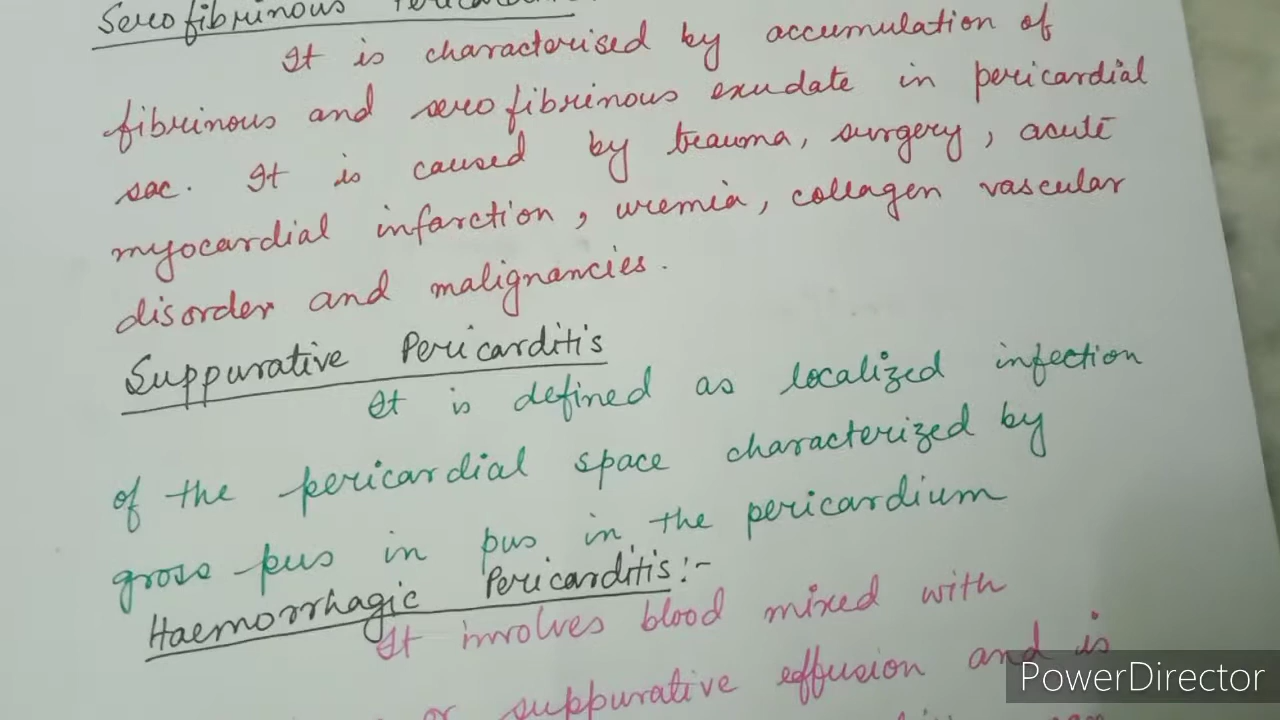 Serofibrinous
It is characterised by accumulation of
fibrinous and serofibrinous exudate in pericardial
sac. It is caused by trauma, surgery, acute
myocardial infarction, uremia, collagen vascular
disorder and malignancies.
Suppurative Pericarditis
It is defined as localized infection
of the pericardial space characterized by
gross pus in pus in the pericardium
Haemorrhagic Pericarditis:-
It involves blood mixed with
or suppurative effusion and is
PowerDirector